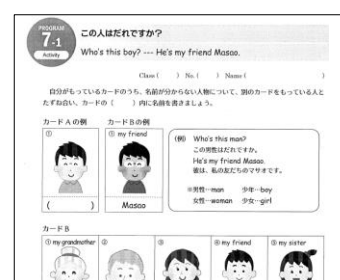 PROGRAM
7-1
Activity
この人はだれですか?
Who's this boy? --- He's my friend Masao.
Class ( ) No. ( ) Name ( )
自分がもっているカードのうち、名前が分からない人物について、別のカードをもっている人と
たずね合い、カードの( )内に名前を書きましょう。
カードAの例
カードBの例
①
( )
① my friend
Masao
(例) Who's this man?
この男性はだれですか。
He's my friend Masao.
彼は、私の友だちのマサオです。
※男性…man 少年…boy
女性…woman 少女…girl
カードB
① my grandmother
②
③
④ my friend
⑤ my sister